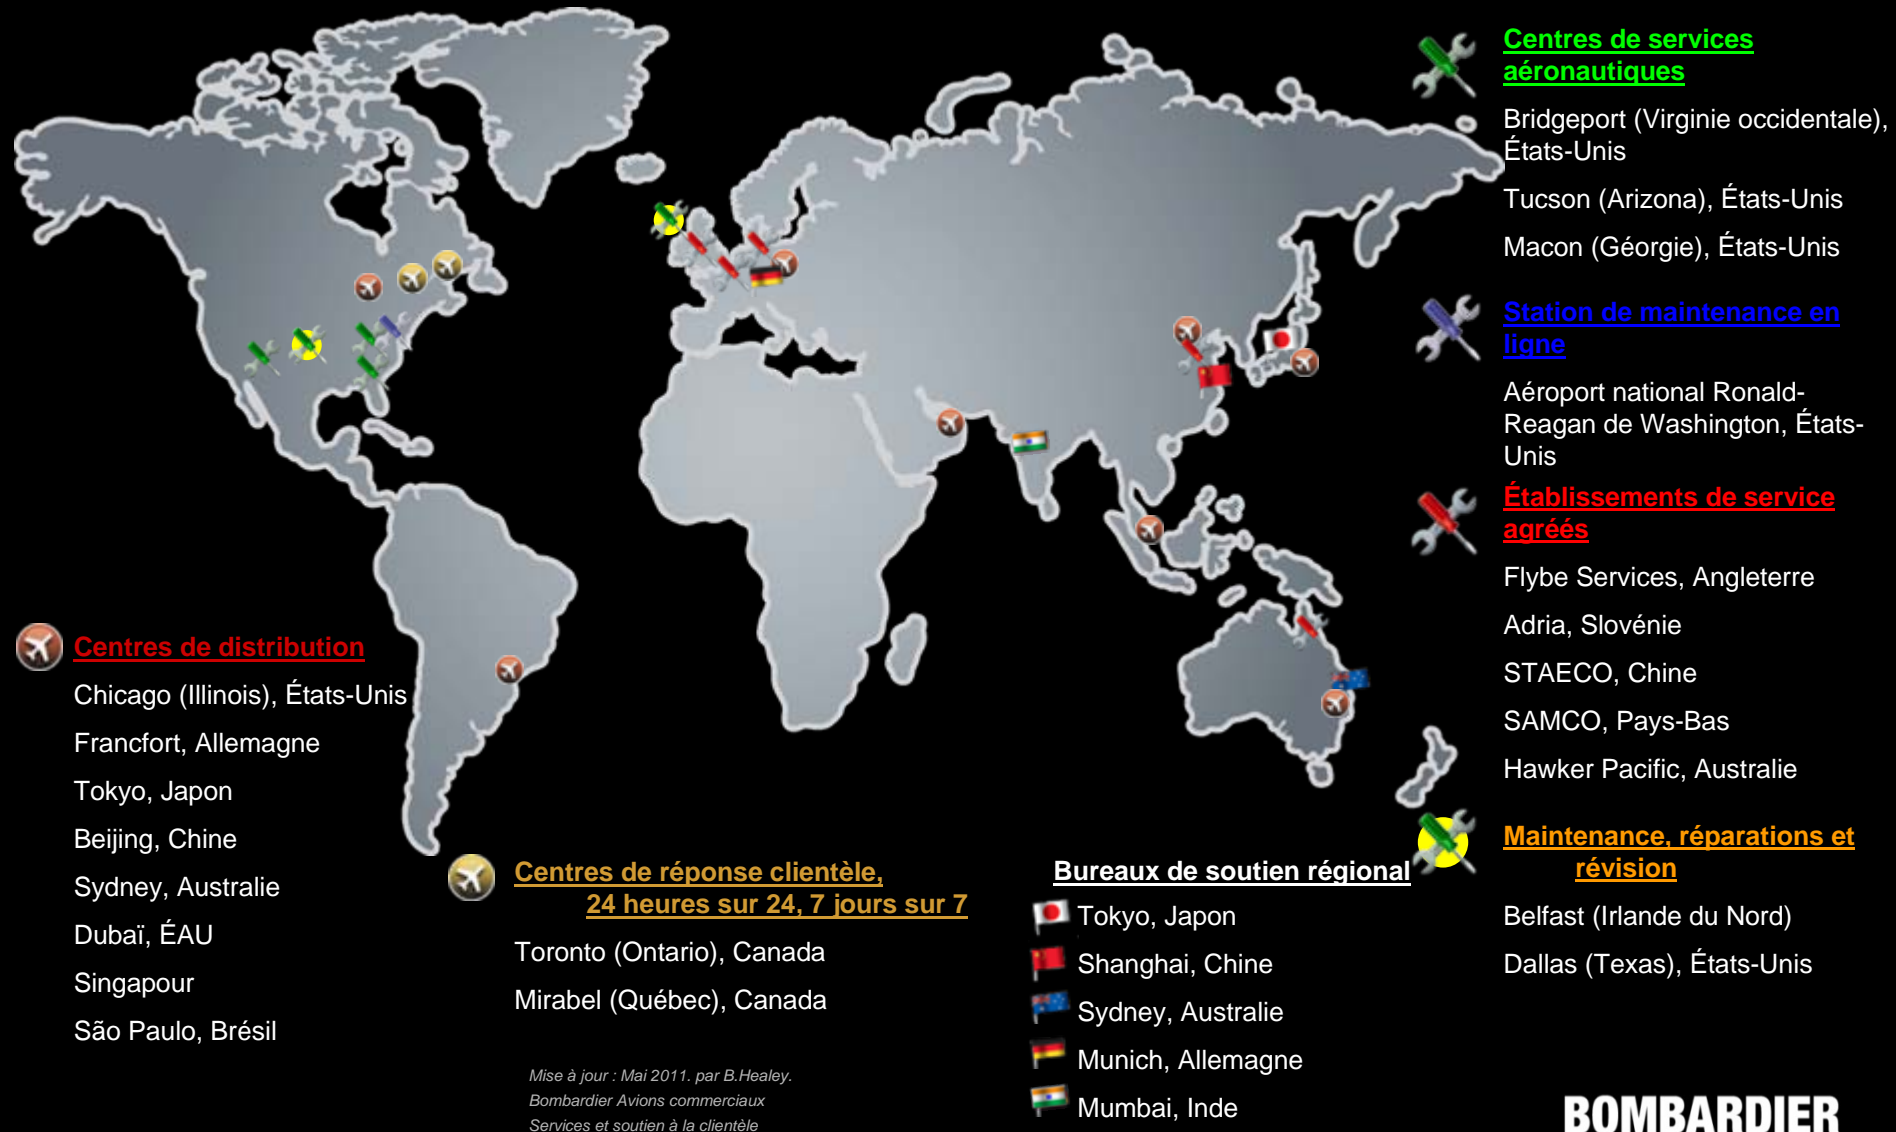 Centres de services
aéronautiques
Bridgeport (Virginie occidentale),
États-Unis
Tucson (Arizona), États-Unis
Macon (Géorgie), États-Unis
Station de maintenance en
ligne
Aéroport national Ronald-
Reagan de Washington, États-
Unis
Établissements de service
agréés
Flybe Services, Angleterre
Adria, Slovénie
STAECO, Chine
SAMCO, Pays-Bas
Hawker Pacific, Australie
Maintenance, réparations et
révision
Belfast (Irlande du Nord)
Dallas (Texas), États-Unis
Centres de distribution
Chicago (Illinois), États-Unis
Francfort, Allemagne
Tokyo, Japon
Beijing, Chine
Sydney, Australie
Dubaï, ÉAU
Singapour
São Paulo, Brésil
Centres de réponse clientèle,
24 heures sur 24, 7 jours sur 7
Toronto (Ontario), Canada
Mirabel (Québec), Canada
Bureaux de soutien régional
Tokyo, Japon
Shanghai, Chine
Sydney, Australie
Munich, Allemagne
Mumbai, Inde
Mise à jour : Mai 2011. par B.Healey.
Bombardier Avions commerciaux
Services et soutien à la clientèle
BOMBARDIER